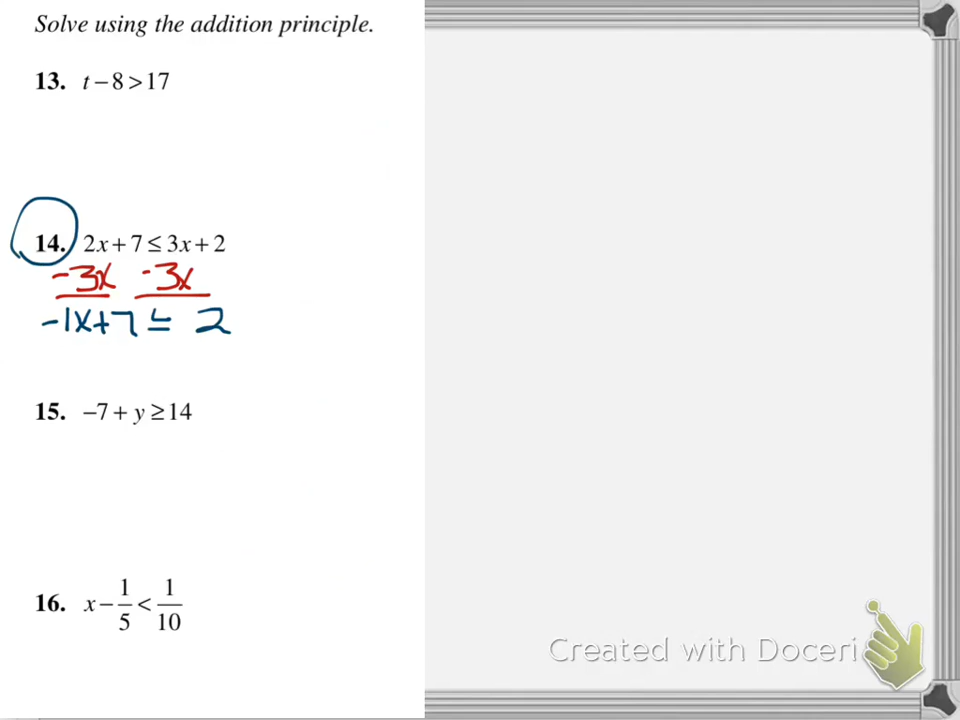 Solve using the addition principle.
13. t − 8 > 17
14. 2x + 7 ≤ 3x + 2
-3x -3x
-1x+7 ≤ 2
15. −7 + y ≥ 14
16. x − 1/5 < 1/10
Created with Doceri